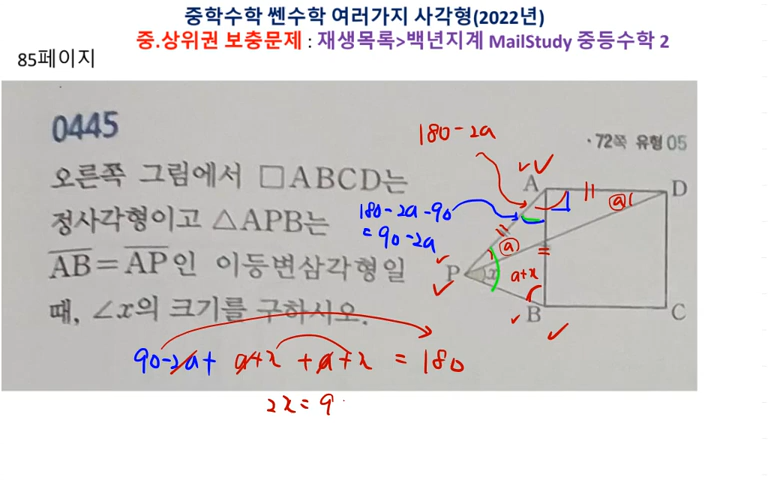 중학수학 쎈수학 여러가지 사각형(2022년)
중.상위권 보충문제 : 재생목록>백년지계 MailStudy 중등수학 2
85페이지
0445
·72쪽 유형 05
오른쪽 그림에서 □ABCD는
정사각형이고 △APB는
AB=AP인 이등변삼각형일
때, ∠x의 크기를 구하시오.
180-2a
180-2a-90
=90-2a
A
D
a
a
P
x
a+x
B
C
90-2a+ a+x +a+x = 180
2x=9